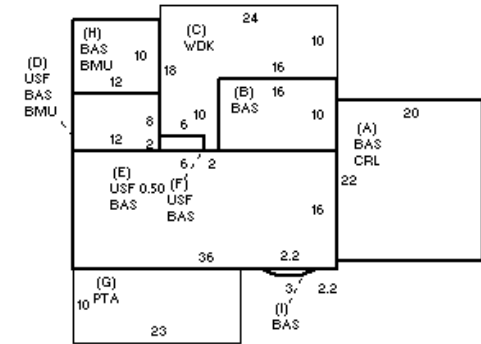 24
(H)
BAS
BMU
10
12
(C)
WDK
10
18
16
(D)
USF
BAS
BMU
16
(B)
BAS
10
10
6
8
12
2
20
(A)
BAS
CRL
22
6
2
(E)
USF 0.50
BAS
(F)
USF
BAS
16
36
2.2
(G)
PTA
10
3
2.2
(I)
BAS
23